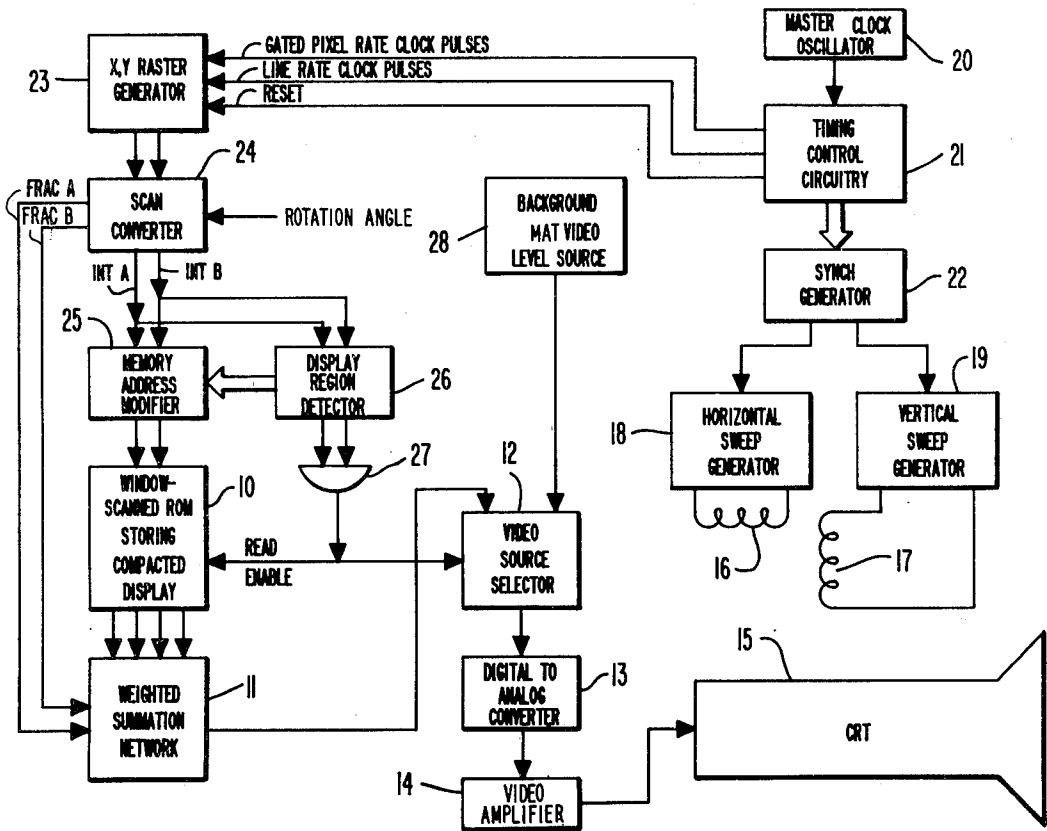 MASTER CLOCK
OSCILLATOR
20
GATED PIXEL RATE CLOCK PULSES
LINE RATE CLOCK PULSES
RESET
23
X,Y RASTER
GENERATOR
TIMING
CONTROL
CIRCUITRY
21
24
FRAC A
FRAC B
SCAN
CONVERTER
ROTATION ANGLE
28
BACKGROUND
MAT VIDEO
LEVEL SOURCE
INT A
INT B
SYNCH
GENERATOR
22
25
MEMORY
ADDRESS
MODIFIER
DISPLAY
REGION
DETECTOR
26
18
HORIZONTAL
SWEEP
GENERATOR
19
VERTICAL
SWEEP
GENERATOR
27
12
10
WINDOW-
SCANNED ROM
STORING
COMPACTED
DISPLAY
READ
ENABLE
VIDEO
SOURCE
SELECTOR
16
17
11
WEIGHTED
SUMMATION
NETWORK
DIGITAL TO
ANALOG
CONVERTER
13
15
CRT
14
VIDEO
AMPLIFIER